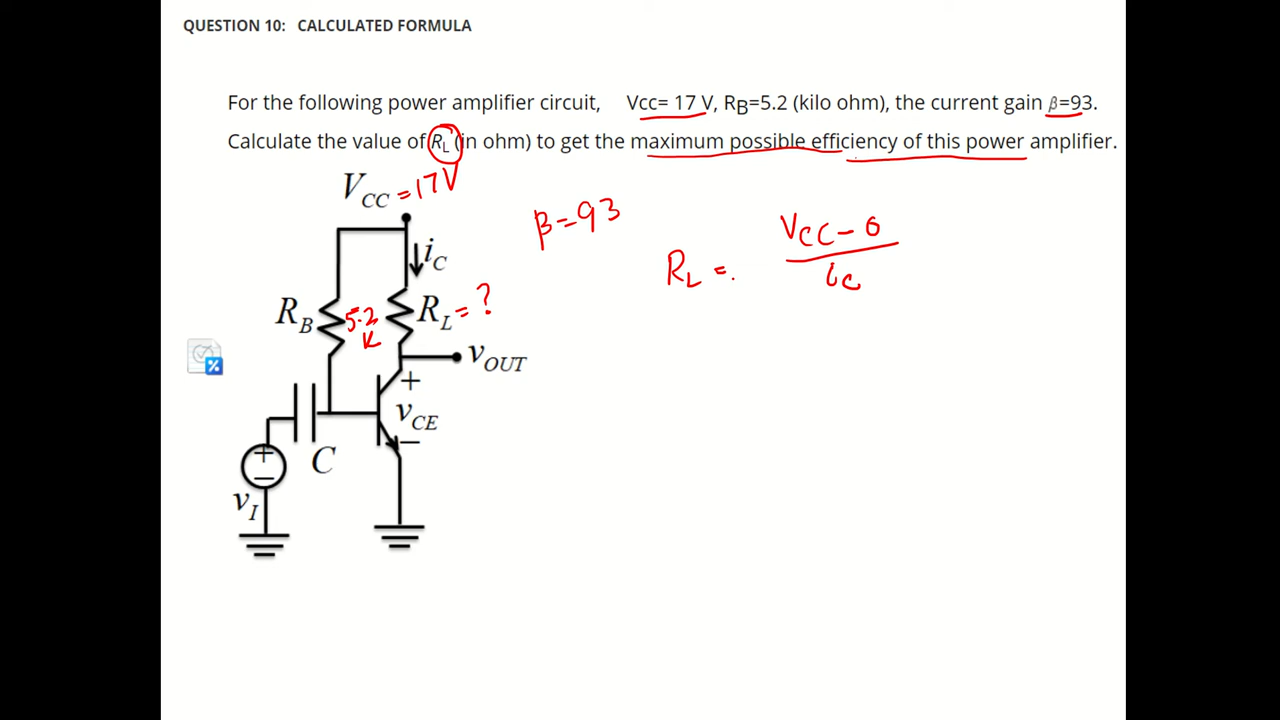 QUESTION 10: CALCULATED FORMULA
For the following power amplifier circuit, Vcc= 17 V, RB=5.2 (kilo ohm), the current gain β=93.
Calculate the value of RL (in ohm) to get the maximum possible efficiency of this power amplifier.
VCC = 17V
β = 93
iC
RL = VCC - 0 / iC
RB
5.2 K
RL = ?
vOUT
+
vCE
−
C
+
−
vI